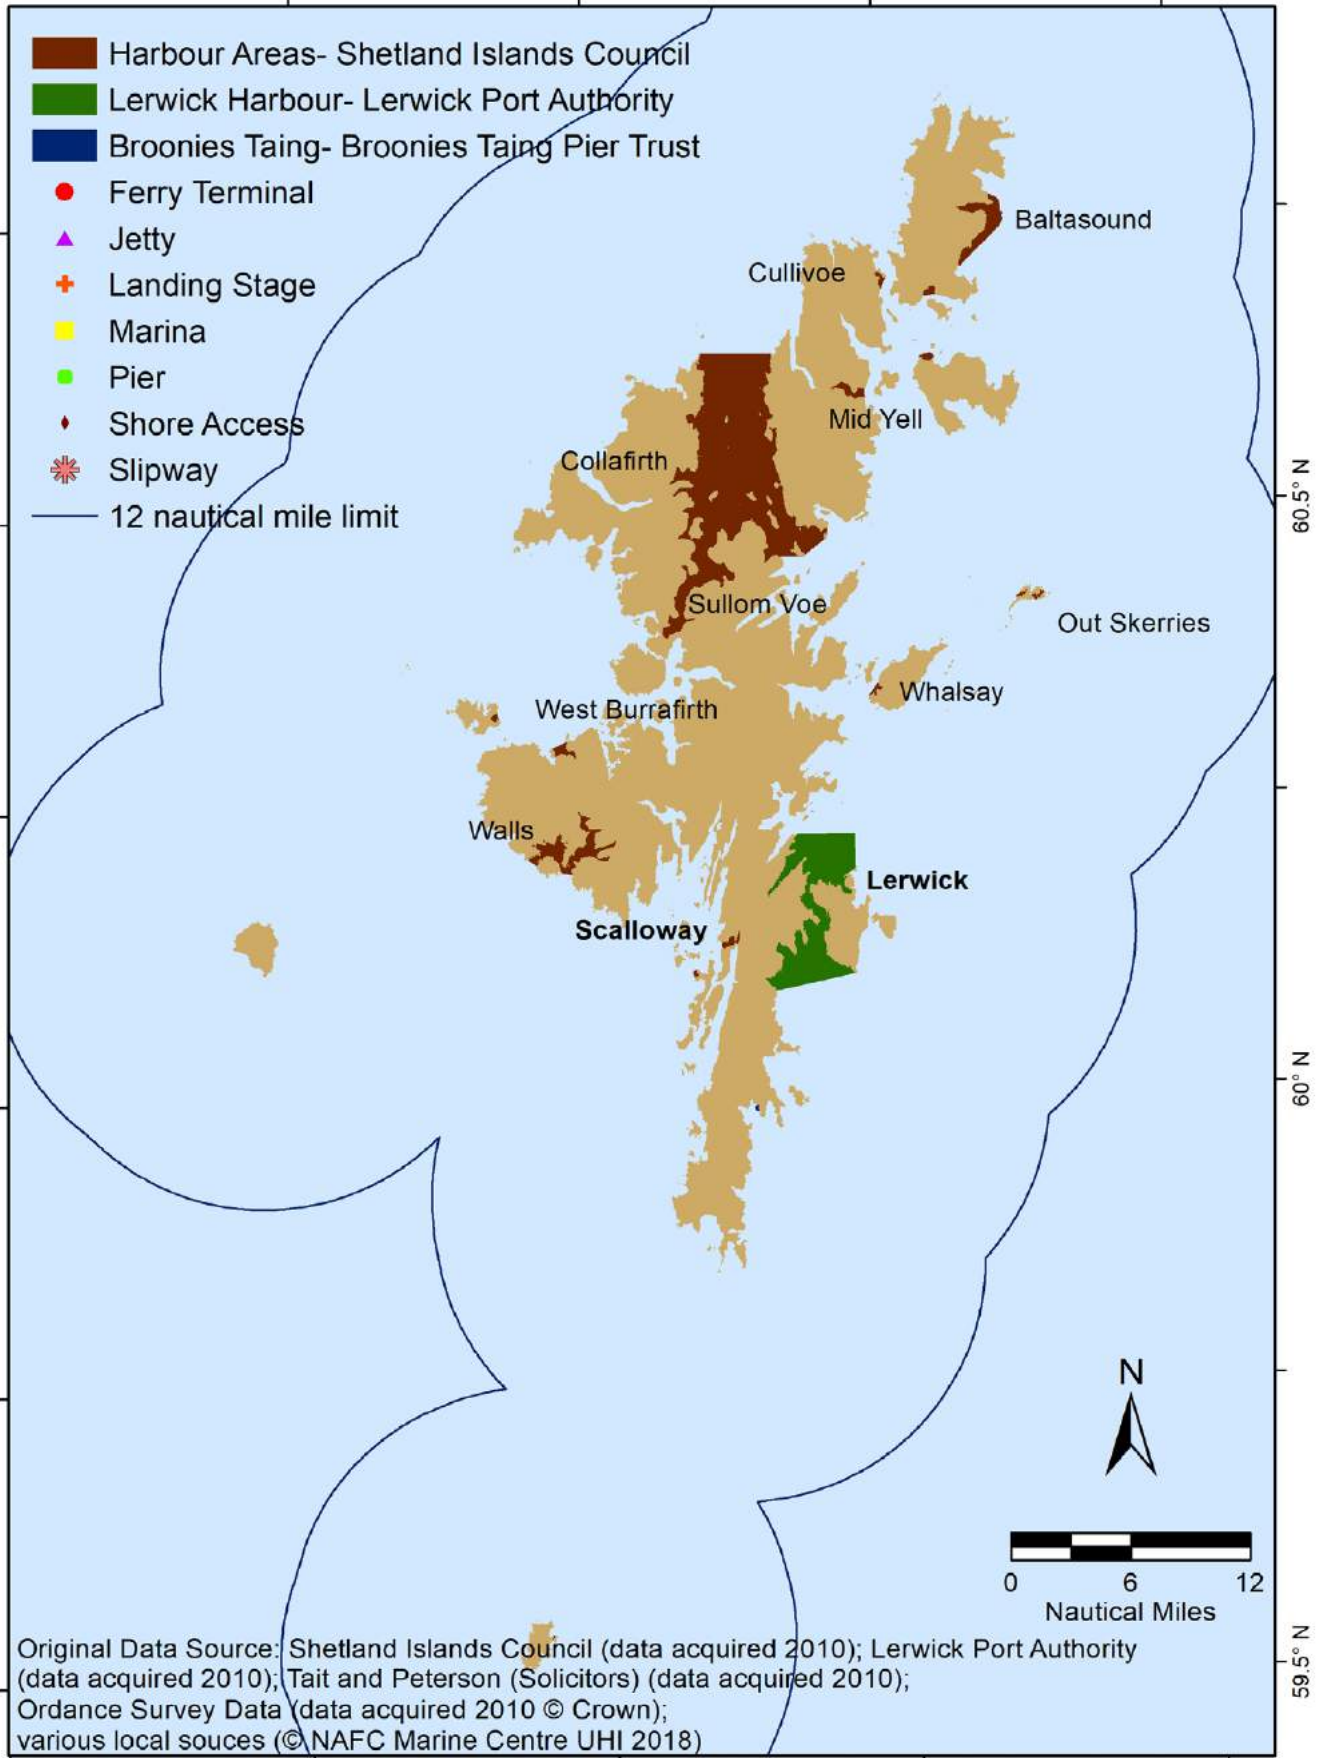 Harbour Areas- Shetland Islands Council
Lerwick Harbour- Lerwick Port Authority
Broonies Taing- Broonies Taing Pier Trust
Ferry Terminal
Jetty
Landing Stage
Marina
Pier
Shore Access
Slipway
12 nautical mile limit
Baltasound
Cullivoe
Mid Yell
Collafirth
60.5° N
Sullom Voe
Out Skerries
Whalsay
West Burrafirth
Walls
Lerwick
Scalloway
60° N
N
0 6 12
Nautical Miles
59.5° N
Original Data Source: Shetland Islands Council (data acquired 2010); Lerwick Port Authority
(data acquired 2010); Tait and Peterson (Solicitors) (data acquired 2010);
Ordance Survey Data (data acquired 2010 © Crown);
various local souces (© NAFC Marine Centre UHI 2018)